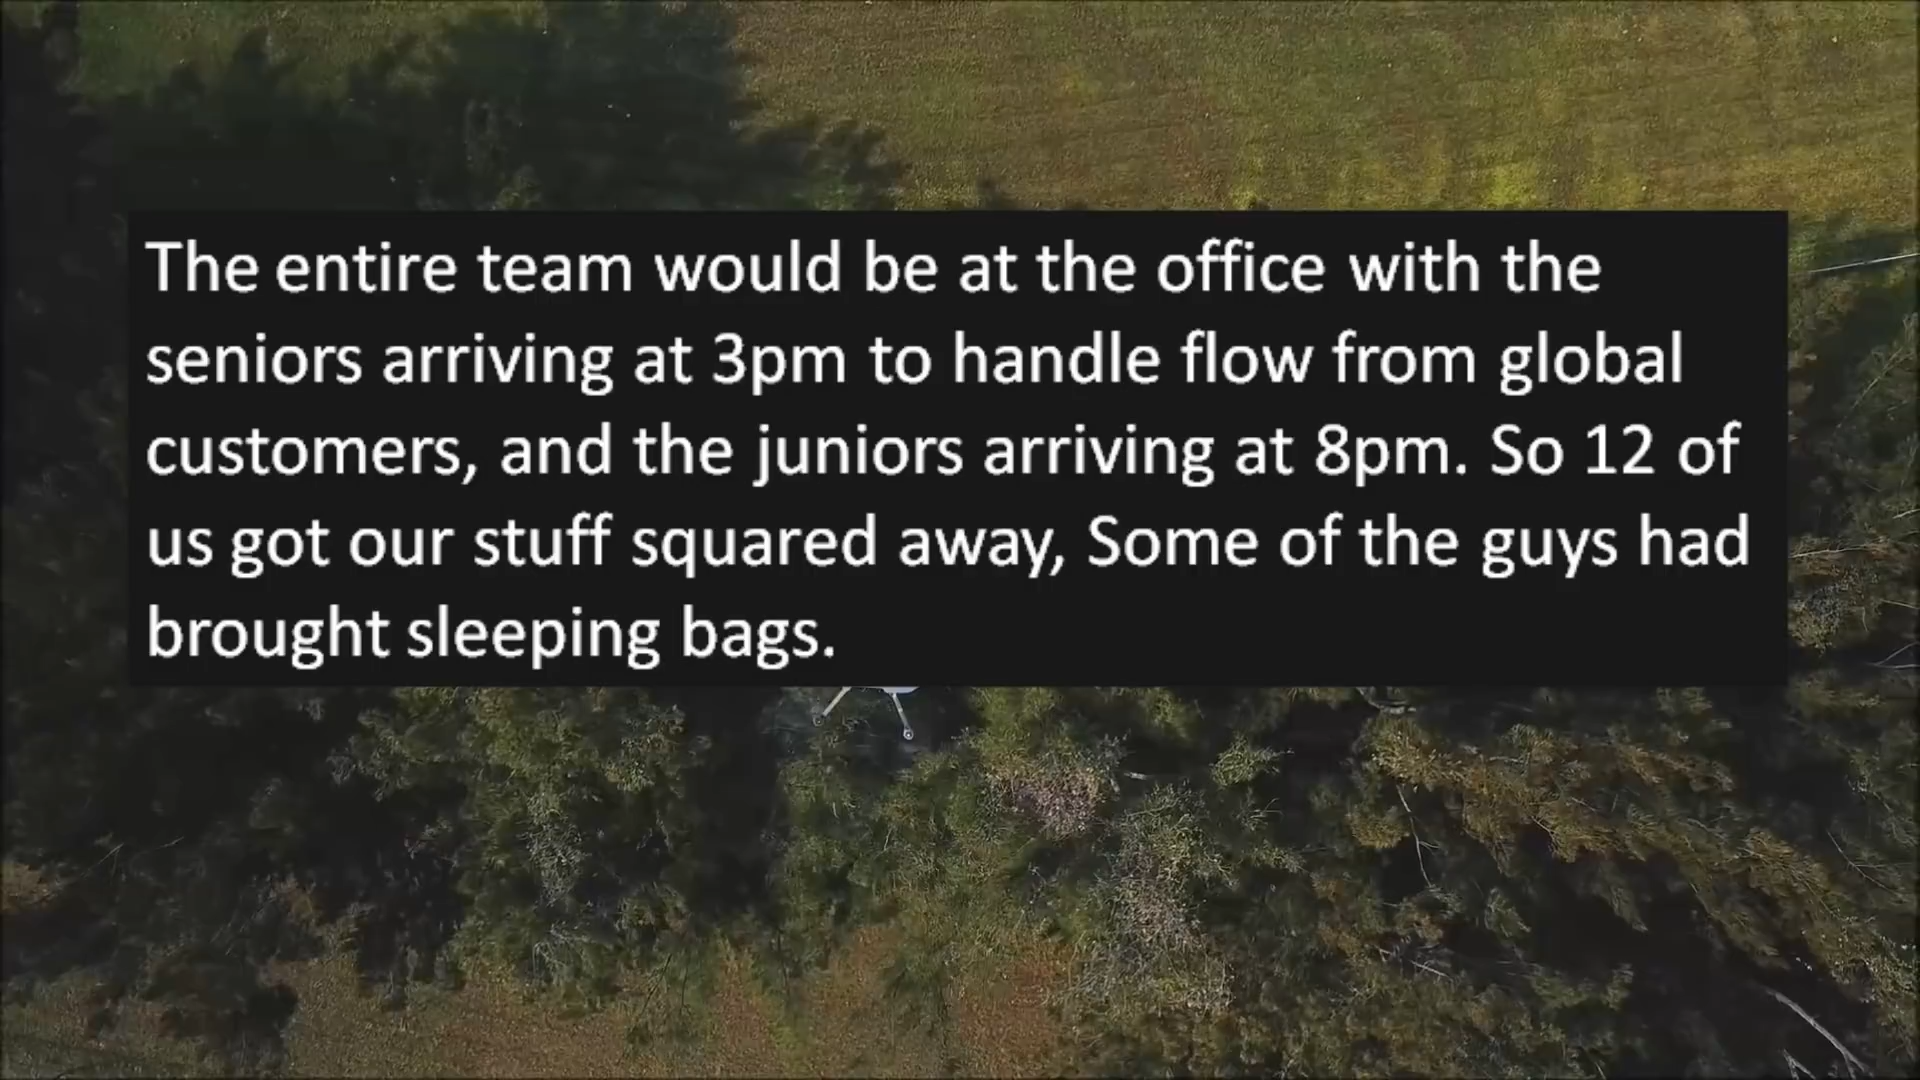 The entire team would be at the office with the
seniors arriving at 3pm to handle flow from global
customers, and the juniors arriving at 8pm. So 12 of
us got our stuff squared away, Some of the guys had
brought sleeping bags.